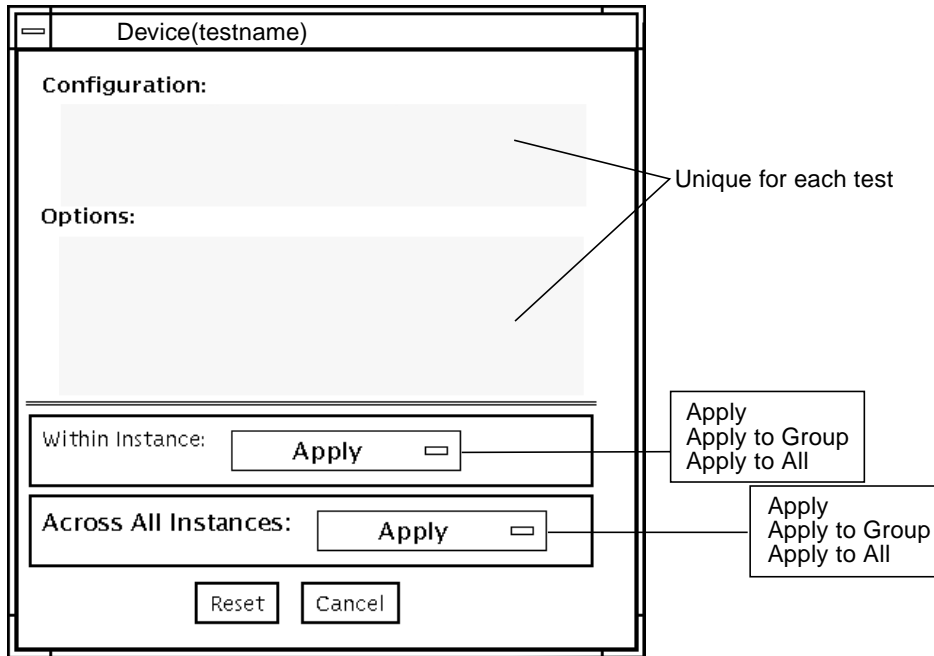 Device(testname)
Configuration:
Unique for each test
Options:
Within Instance:
Apply
Apply
Apply to Group
Apply to All
Across All Instances:
Apply
Apply
Apply to Group
Apply to All
Reset
Cancel